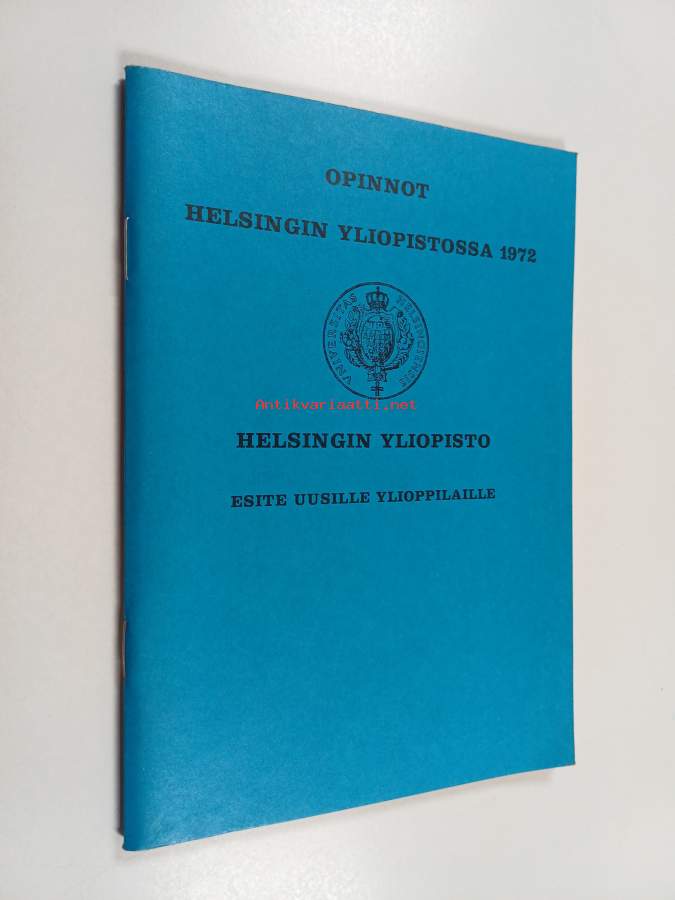 OPINNOT
HELSINGIN YLIOPISTOSSA 1972
UNIVERSITAS HELSINGIENSIS
Antikvariaatti.net
HELSINGIN YLIOPISTO
ESITE UUSILLE YLIOPPILAILLE